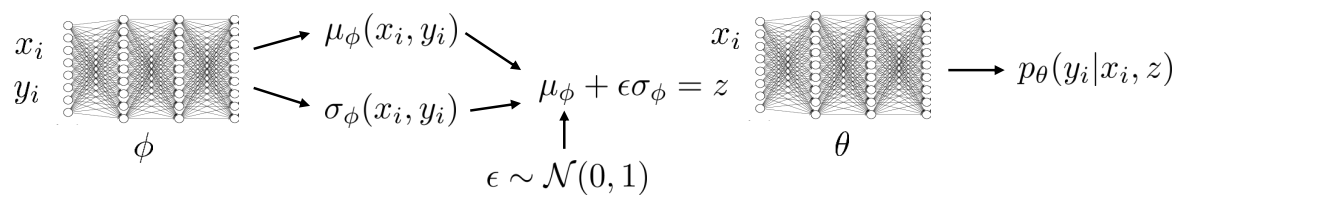 x_i
y_i
ϕ
μ_ϕ(x_i, y_i)
σ_ϕ(x_i, y_i)
μ_ϕ + ϵσ_ϕ = z
ϵ ∼ 𝒩(0, 1)
x_i
θ
p_θ(y_i|x_i, z)